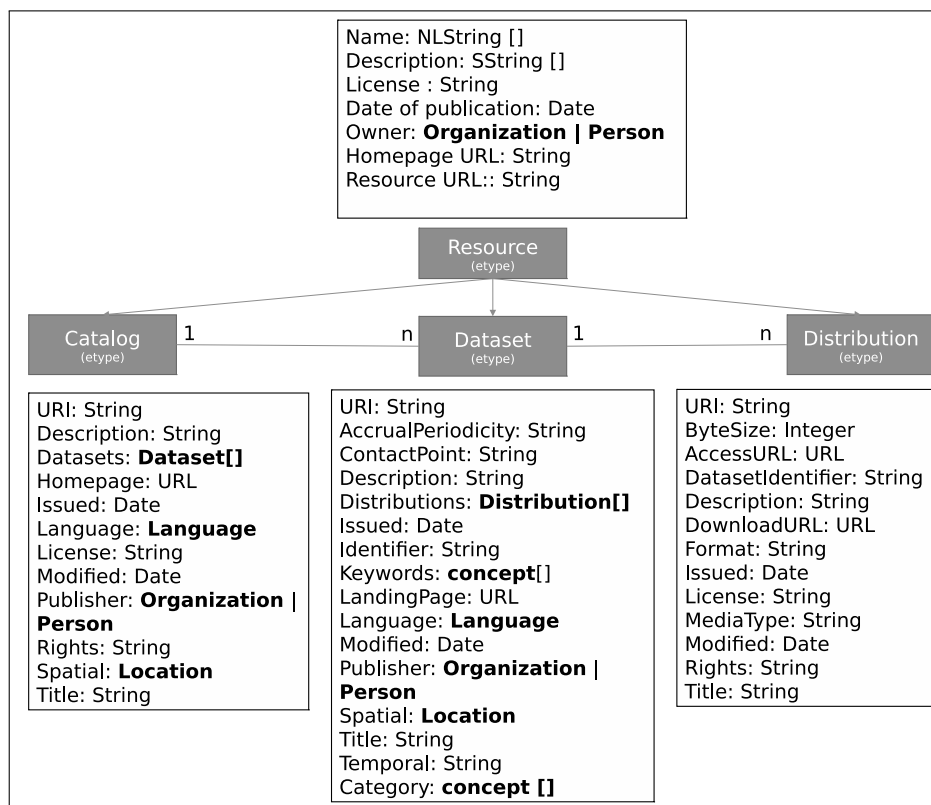 Name: NLString []
Description: SString []
License : String
Date of publication: Date
Owner: Organization | Person
Homepage URL: String
Resource URL:: String
Resource
(etype)
Catalog
(etype)
1
n
Dataset
(etype)
1
n
Distribution
(etype)
URI: String
Description: String
Datasets: Dataset[]
Homepage: URL
Issued: Date
Language: Language
License: String
Modified: Date
Publisher: Organization |
Person
Rights: String
Spatial: Location
Title: String
URI: String
AccrualPeriodicity: String
ContactPoint: String
Description: String
Distributions: Distribution[]
Issued: Date
Identifier: String
Keywords: concept[]
LandingPage: URL
Language: Language
Modified: Date
Publisher: Organization |
Person
Spatial: Location
Title: String
Temporal: String
Category: concept []
URI: String
ByteSize: Integer
AccessURL: URL
DatasetIdentifier: String
Description: String
DownloadURL: URL
Format: String
Issued: Date
License: String
MediaType: String
Modified: Date
Rights: String
Title: String